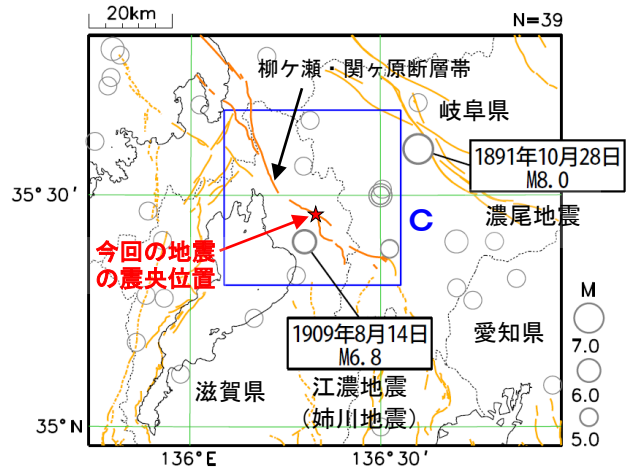 20km
N=39
柳ケ瀬・関ヶ原断層帯
岐阜県
1891年10月28日
M8.0
35°30′
濃尾地震
C
今回の地震
の震央位置
M
7.0
6.0
5.0
1909年8月14日
M6.8
愛知県
滋賀県
江濃地震
（姉川地震）
35°N
136°E
136°30′